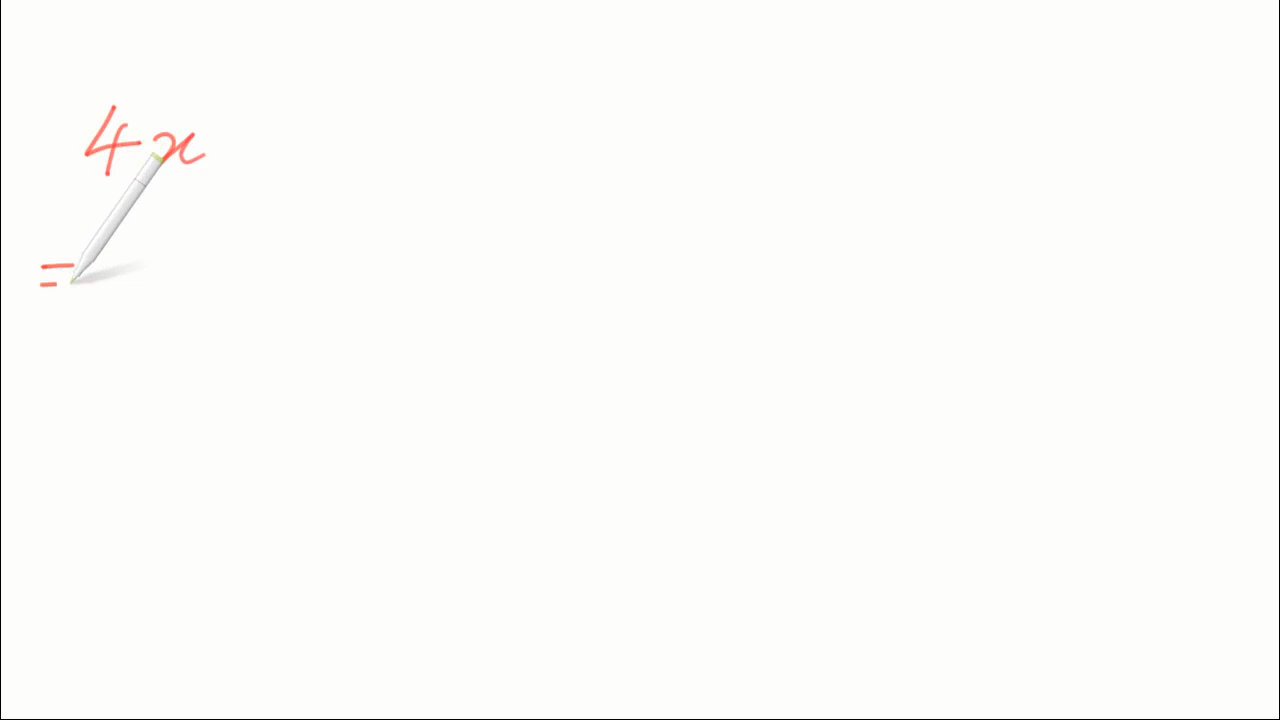 4x
=